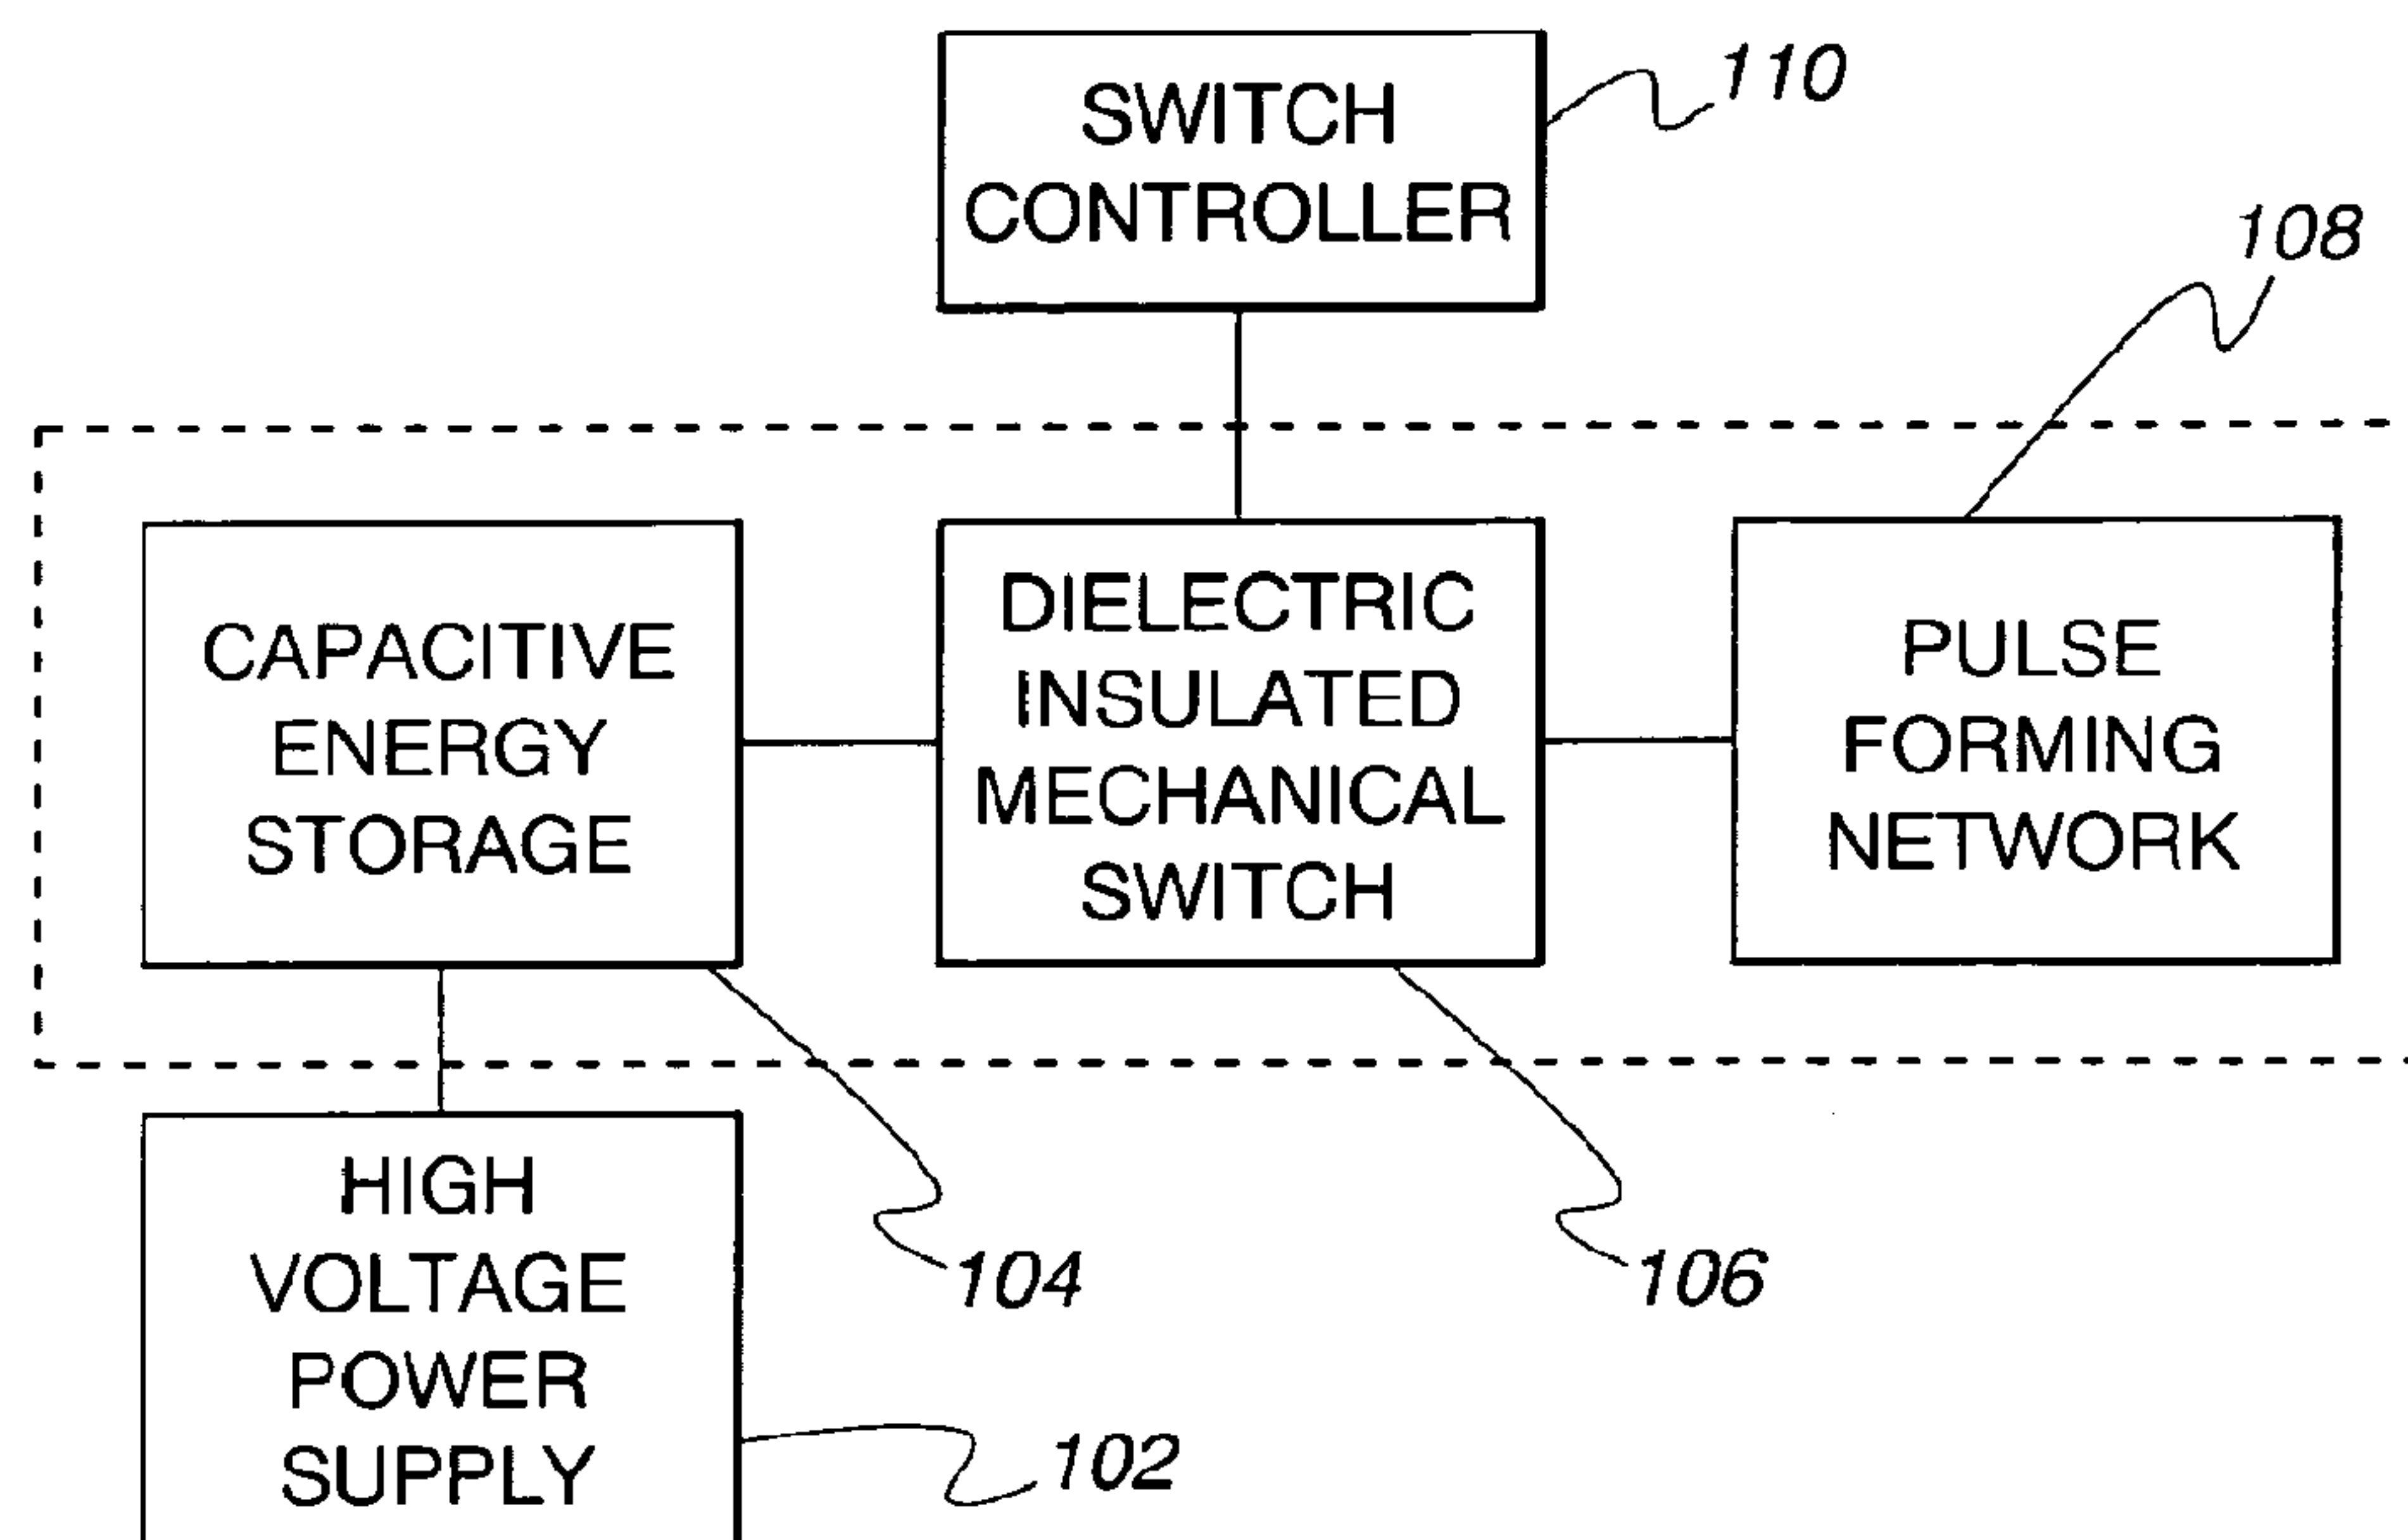 SWITCH
CONTROLLER
110
108
CAPACITIVE
ENERGY
STORAGE
DIELECTRIC
INSULATED
MECHANICAL
SWITCH
PULSE
FORMING
NETWORK
HIGH
VOLTAGE
POWER
SUPPLY
104
106
102